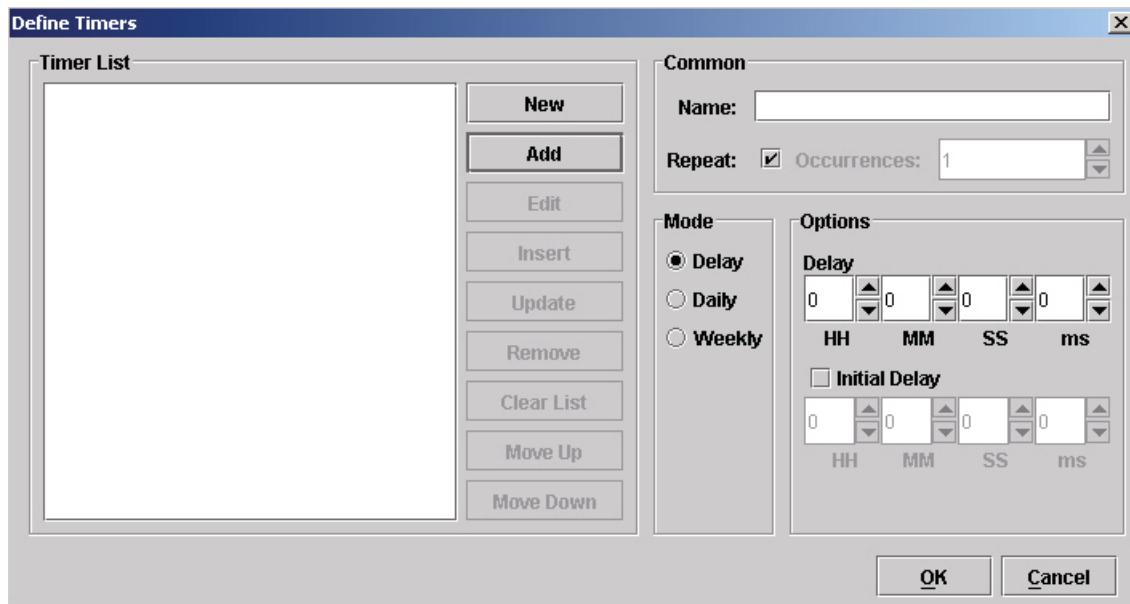 Define Timers
Timer List
New
Add
Edit
Insert
Update
Remove
Clear List
Move Up
Move Down
Common
Name:
Repeat: Occurrences: 1
Mode
Delay
Daily
Weekly
Options
Delay
0 0 0 0
HH MM SS ms
Initial Delay
0 0 0 0
HH MM SS ms
OK Cancel